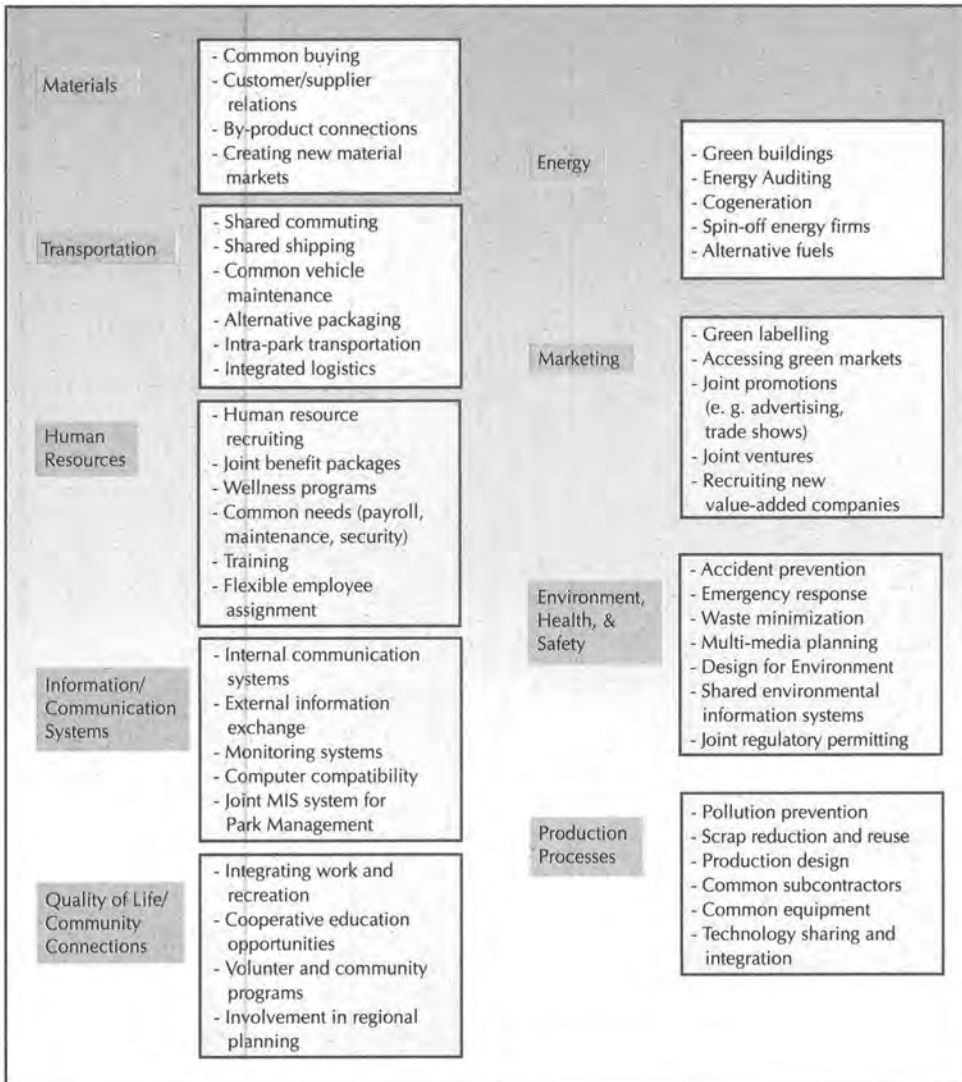 Materials
- Common buying
- Customer/supplier
relations
- By-product connections
- Creating new material
markets
Transportation
- Shared commuting
- Shared shipping
- Common vehicle
maintenance
- Alternative packaging
- Intra-park transportation
- Integrated logistics
Human
Resources
- Human resource
recruiting
- Joint benefit packages
- Wellness programs
- Common needs (payroll,
maintenance, security)
- Training
- Flexible employee
assignment
Information/
Communication
Systems
- Internal communication
systems
- External information
exchange
- Monitoring systems
- Computer compatibility
- Joint MIS system for
Park Management
Quality of Life/
Community
Connections
- Integrating work and
recreation
- Cooperative education
opportunities
- Volunter and community
programs
- Involvement in regional
planning
Energy
- Green buildings
- Energy Auditing
- Cogeneration
- Spin-off energy firms
- Alternative fuels
Marketing
- Green labelling
- Accessing green markets
- Joint promotions
(e. g. advertising,
trade shows)
- Joint ventures
- Recruiting new
value-added companies
Environment,
Health, &
Safety
- Accident prevention
- Emergency response
- Waste minimization
- Multi-media planning
- Design for Environment
- Shared environmental
information systems
- Joint regulatory permitting
Production
Processes
- Pollution prevention
- Scrap reduction and reuse
- Production design
- Common subcontractors
- Common equipment
- Technology sharing and
integration